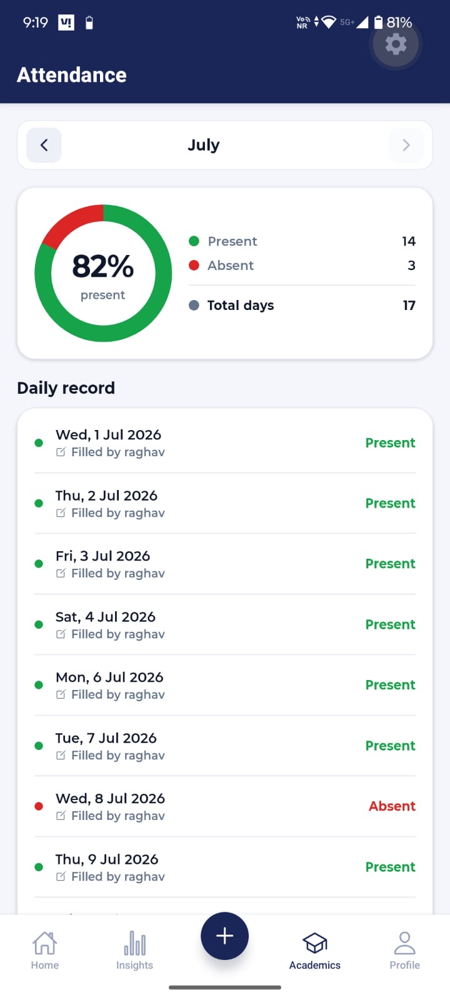 9:19 V! VoNR 5G+ 81%
Attendance
July
82%
present
Present 14
Absent 3
Total days 17
Daily record
Wed, 1 Jul 2026
Filled by raghav
Present
Thu, 2 Jul 2026
Filled by raghav
Present
Fri, 3 Jul 2026
Filled by raghav
Present
Sat, 4 Jul 2026
Filled by raghav
Present
Mon, 6 Jul 2026
Filled by raghav
Present
Tue, 7 Jul 2026
Filled by raghav
Present
Wed, 8 Jul 2026
Filled by raghav
Absent
Thu, 9 Jul 2026
Filled by raghav
Present
Home
Insights
Academics
Profile